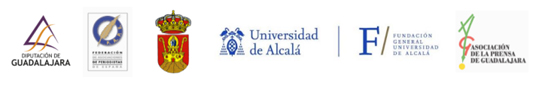 DIPUTACIÓN DE
GUADALAJARA
FEDERACIÓN
DE PERIODISTAS
Universidad
de Alcalá
F/
FUNDACIÓN
GENERAL
UNIVERSIDAD
DE ALCALÁ
ASOCIACIÓN
DE LA PRENSA
DE GUADALAJARA